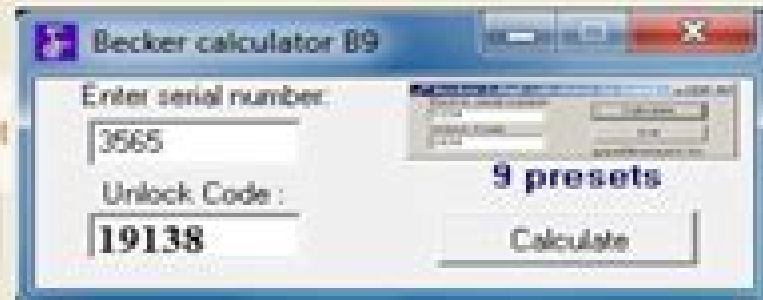 Becker calculator B9
Enter serial number:
3565
9 presets
Unlock Code :
19138
Calculate